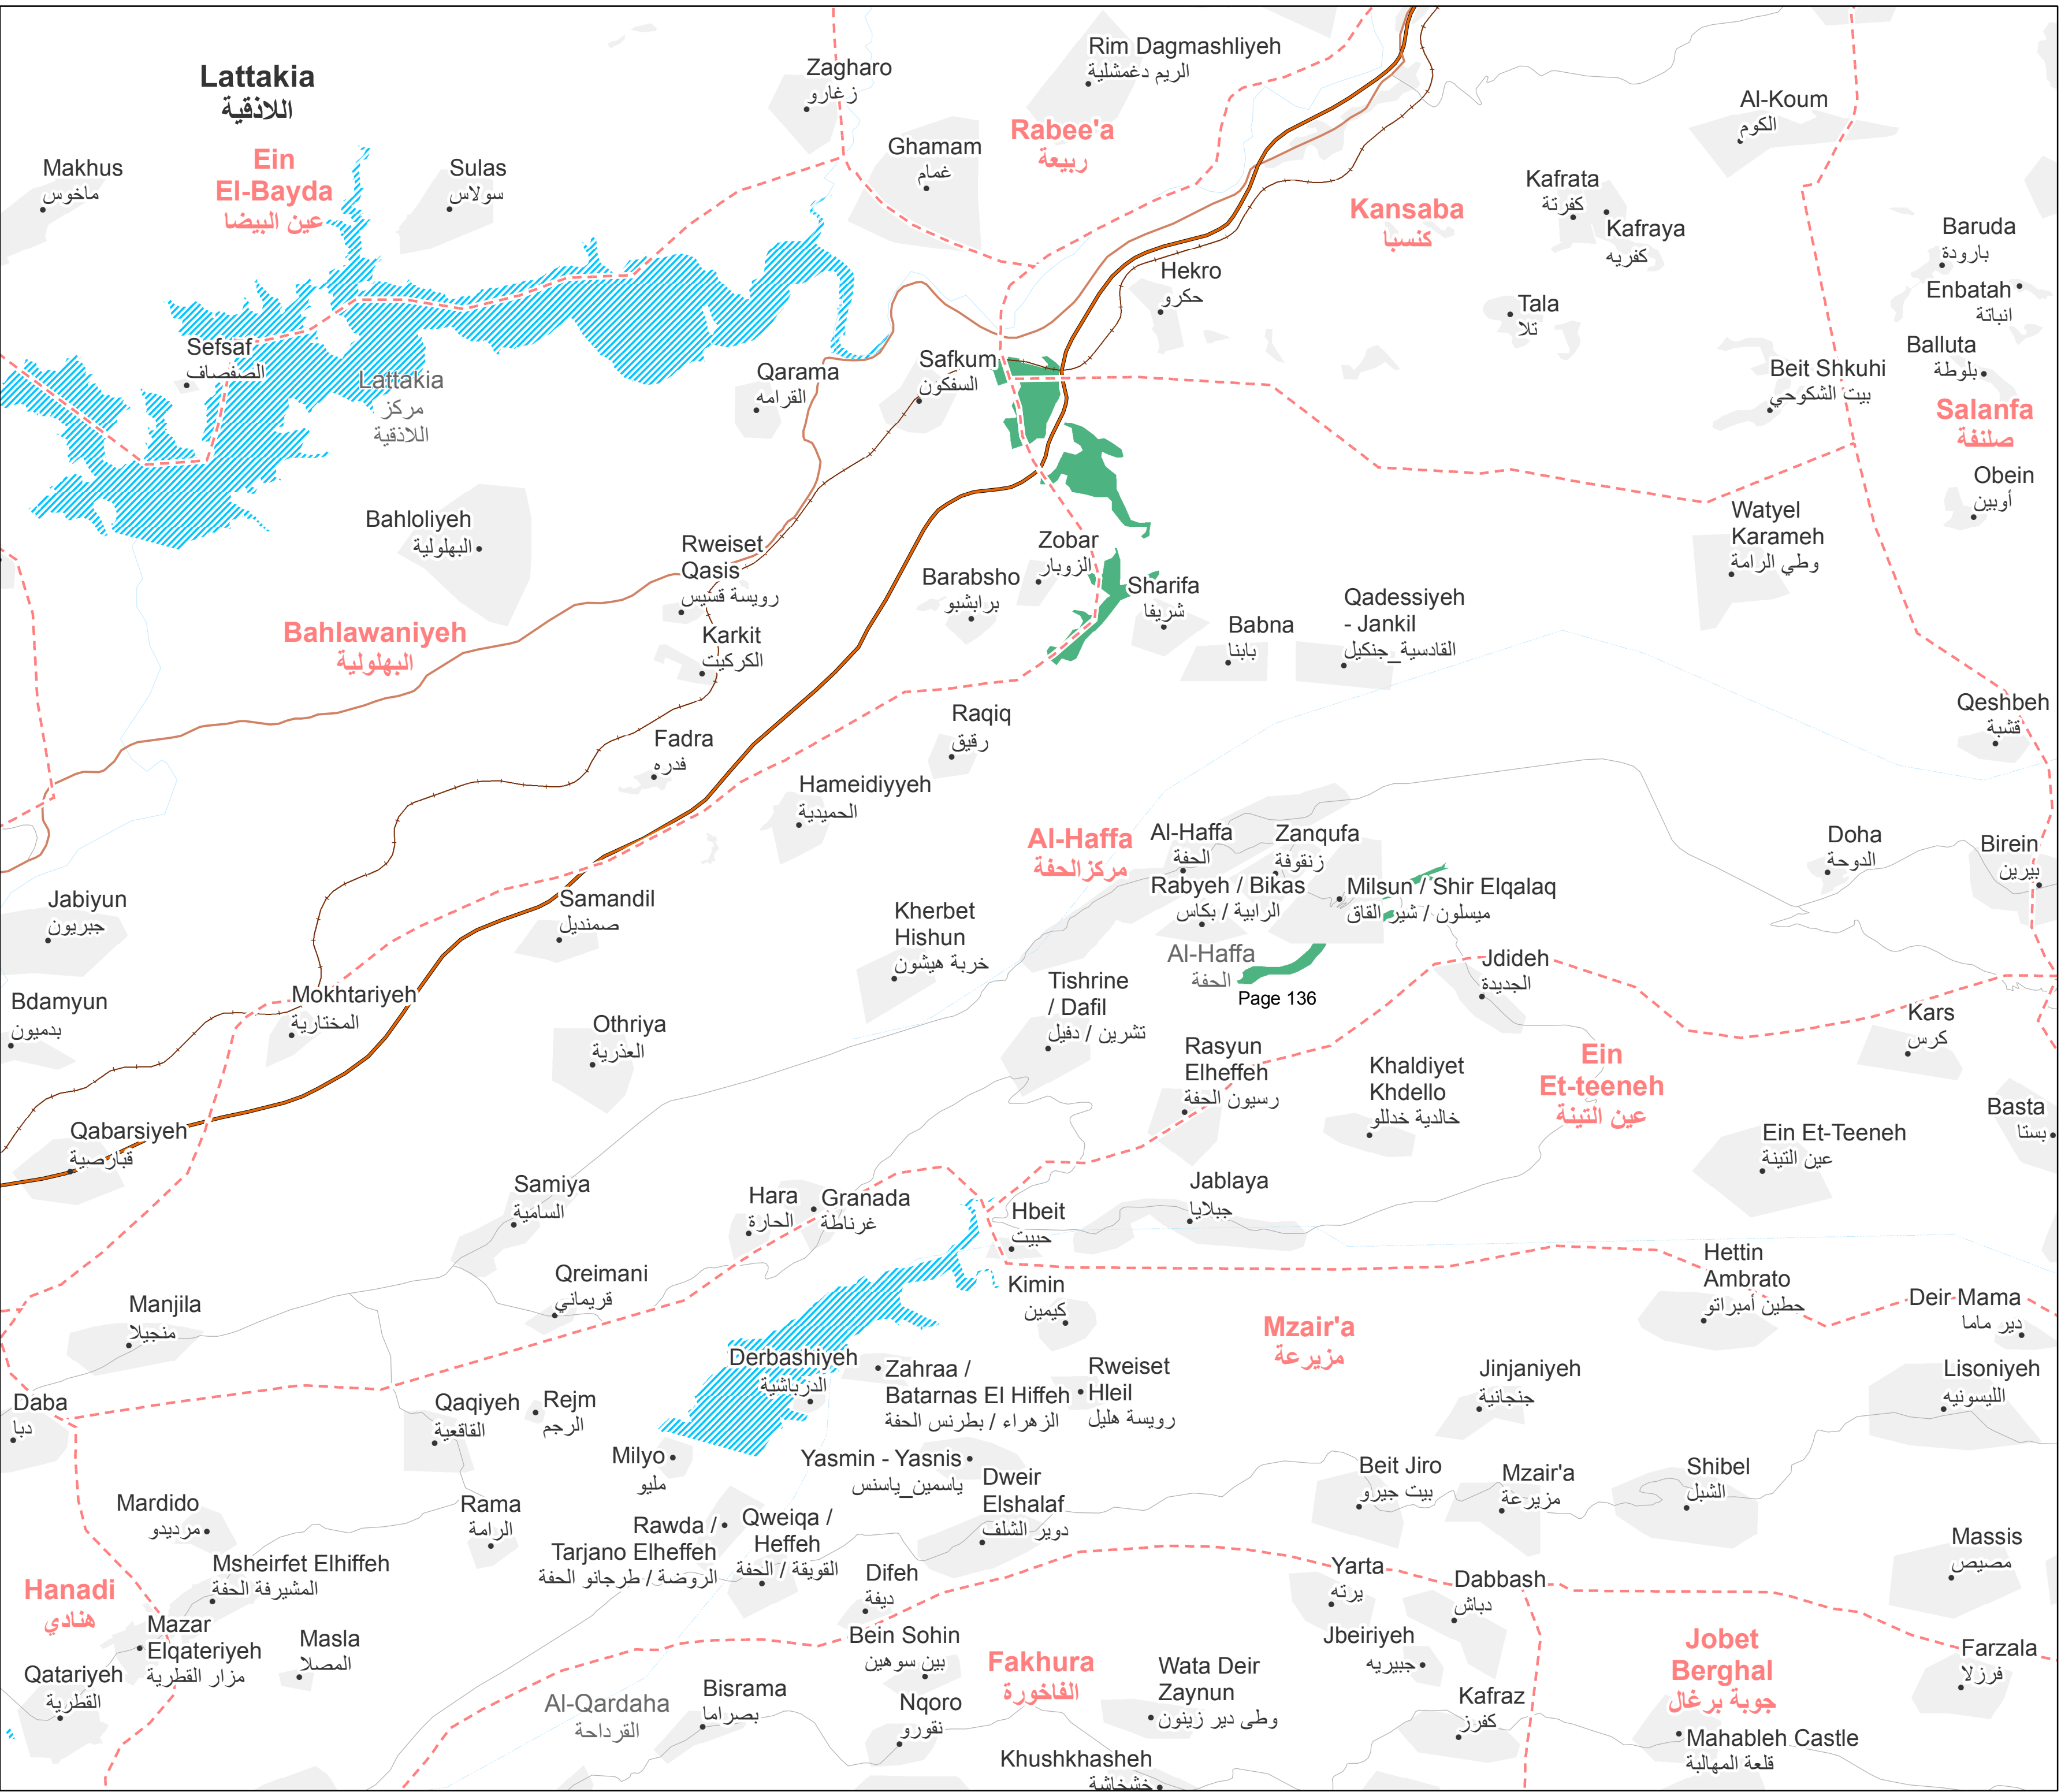 Lattakia
اللاذقية
Zagharo
زغارو
Rim Dagmashliyeh
الريم دغمشلية
Al-Koum
الكوم
Rabee'a
ربيعة
Ghamam
غمام
Makhus
ماخوس
Ein
El-Bayda
عين البيضا
Sulas
سولاس
Kansaba
كنسبا
Kafrata
كفرتة
Kafraya
كفريه
Baruda
بارودة
Enbatah
انباتة
Hekro
حكرو
Tala
تلا
Sefsaf
الصفصاف
Lattakia
مركز
اللاذقية
Qarama
القرامه
Safkum
السفكون
Beit Shkuhi
بيت الشكوحي
Balluta
بلوطة
Salanfa
صلنفة
Obein
أوبين
Bahloliyeh
البهلولية
Rweiset
Qasis
رويسة قسيس
Barabsho
برابشبو
Zobar
الزوبار
Sharifa
شريفا
Watyel
Karameh
وطي الرامة
Babna
بابنا
Qadessiyeh
- Jankil
القادسية_جنكيل
Bahlawaniyeh
البهلولية
Karkit
الكركيت
Qeshbeh
قشبة
Raqiq
رقيق
Fadra
فدره
Hameidiyyeh
الحميدية
Al-Haffa
مركزالحفة
Al-Haffa
الحفة
Zanqufa
زنقوفة
Doha
الدوحة
Birein
بيرين
Rabyeh / Bikas
الرابية / بكاس
Milsun / Shir Elqalaq
ميسلون / شير القاق
Jabiyun
جبريون
Samandil
صمنديل
Kherbet
Hishun
خربة هيشون
Al-Haffa
الحفة
Page 136
Jdideh
الجديدة
Bdamyun
بدميون
Mokhtariyeh
المختارية
Othriya
العذرية
Tishrine
/ Dafil
تشرين / دفيل
Kars
كرس
Rasyun
Elheffeh
رسيون الحفة
Khaldiyet
Khdello
خالدية خدللو
Ein
Et-teeneh
عين التينة
Basta
بستا
Qabarsiyeh
قبارصية
Ein Et-Teeneh
عين التينة
Samiya
السامية
Hara
الحارة
Granada
غرناطة
Hbeit
حبيت
Jablaya
جبلايا
Qreimani
قريماني
Kimin
كيمين
Hettin
Ambrato
حطين أمبراتو
Deir Mama
دير ماما
Manjila
منجيلا
Mzair'a
مزيرعة
Derbashiyeh
الدرباشية
Zahraa /
Batarnas El Hiffeh
الزهراء / بطرنس الحفة
Rweiset
Hleil
رويسة هليل
Jinjaniyeh
جنجانية
Lisoniyeh
الليسونيه
Daba
دبا
Qaqiyeh
القاقعية
Rejm
الرجم
Milyo
مليو
Yasmin - Yasnis
ياسمين_ياسنس
Dweir
Elshalaf
دوير الشلف
Beit Jiro
بيت جيرو
Mzair'a
مزيرعة
Shibel
الشبل
Mardido
مرديدو
Rama
الرامة
Rawda /
Tarjano Elheffeh
الروضة / طرجانو الحفة
Qweiqa /
Heffeh
القويقة / الحفة
Massis
مصيص
Msheirfet Elhiffeh
المشيرفة الحفة
Difeh
ديفة
Yarta
يرته
Dabbash
دباش
Hanadi
هنادي
Mazar
Elqateriyeh
مزار القطرية
Masla
المصلا
Bein Sohin
بين سوهين
Fakhura
الفاخورة
Jbeiriyeh
جبيريه
Jobet
Berghal
جوبة برغال
Farzala
فرزلا
Qatariyeh
القطرية
Al-Qardaha
القرداحة
Bisrama
بصراما
Nqoro
نقورو
Wata Deir
Zaynun
وطى دير زينون
Kafraz
كفرز
Mahableh Castle
قلعة المهالبة
Khushkhasheh
خشخاشة